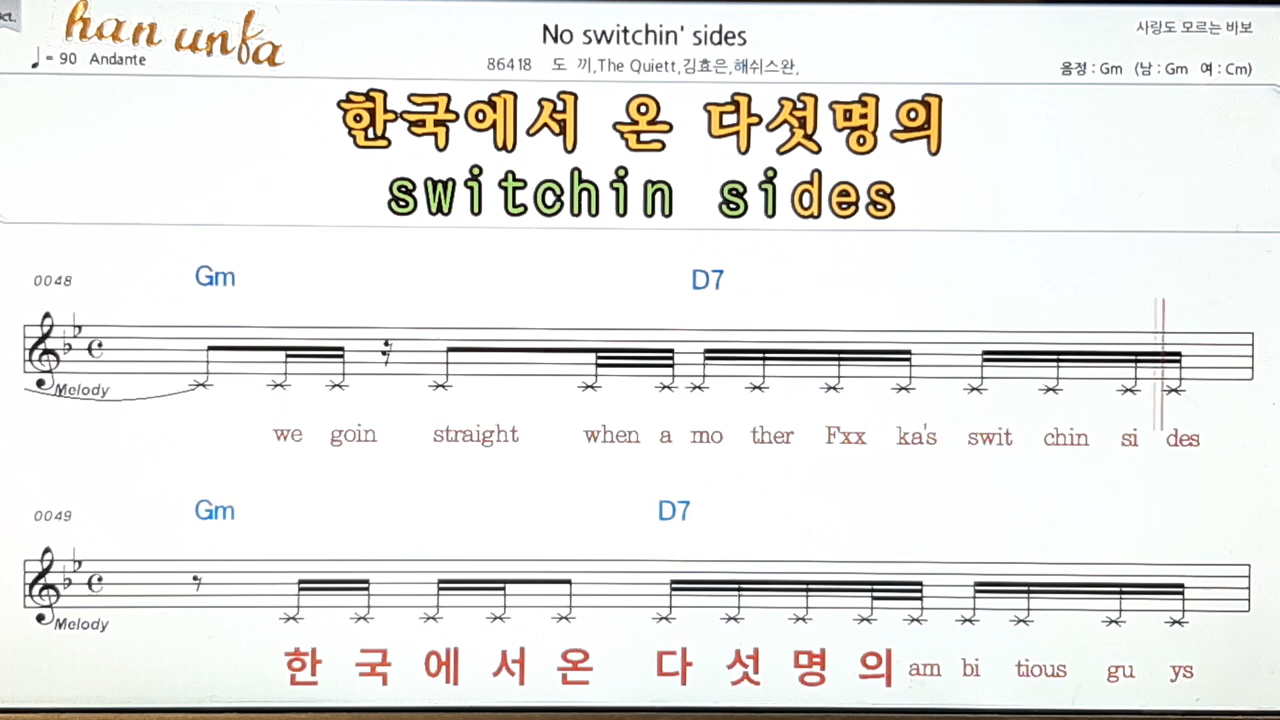 han unfa
No switchin' sides
사랑도 모르는 바보
♩ = 90 Andante
86418 도 끼,The Quiett,김효은,해쉬스완,
음정 : Gm (남 : Gm 여 : Cm)
한국에서 온 다섯명의
switchin sides
0048 Gm D7
Melody
we goin straight when a mo ther Fxx ka's swit chin si des
0049 Gm D7
Melody
한 국 에 서 온 다 섯 명 의 am bi tious gu ys